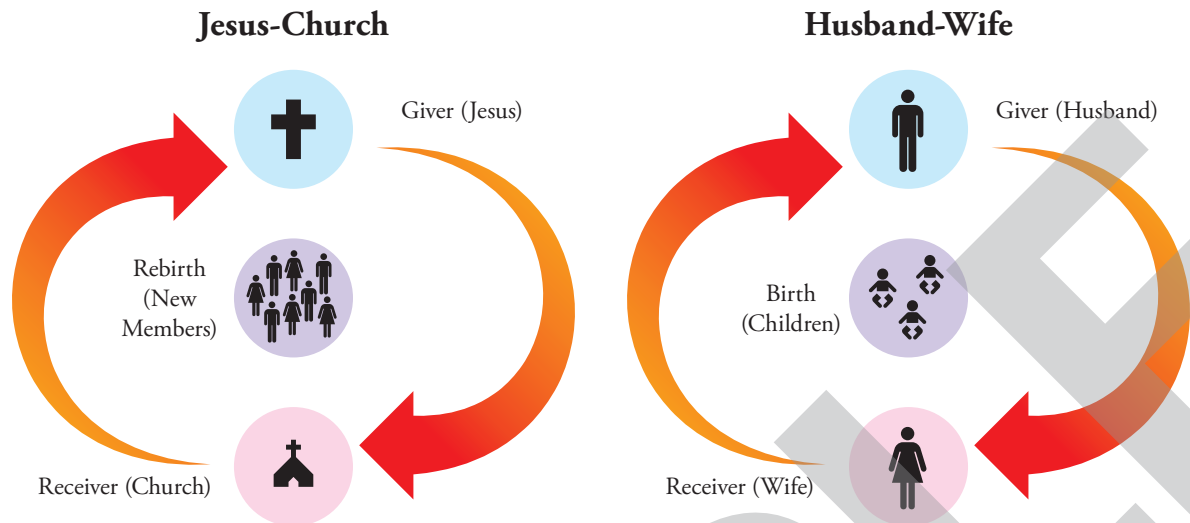 Jesus-Church
Giver (Jesus)
Rebirth
(New
Members)
Receiver (Church)
Husband-Wife
Giver (Husband)
Birth
(Children)
Receiver (Wife)